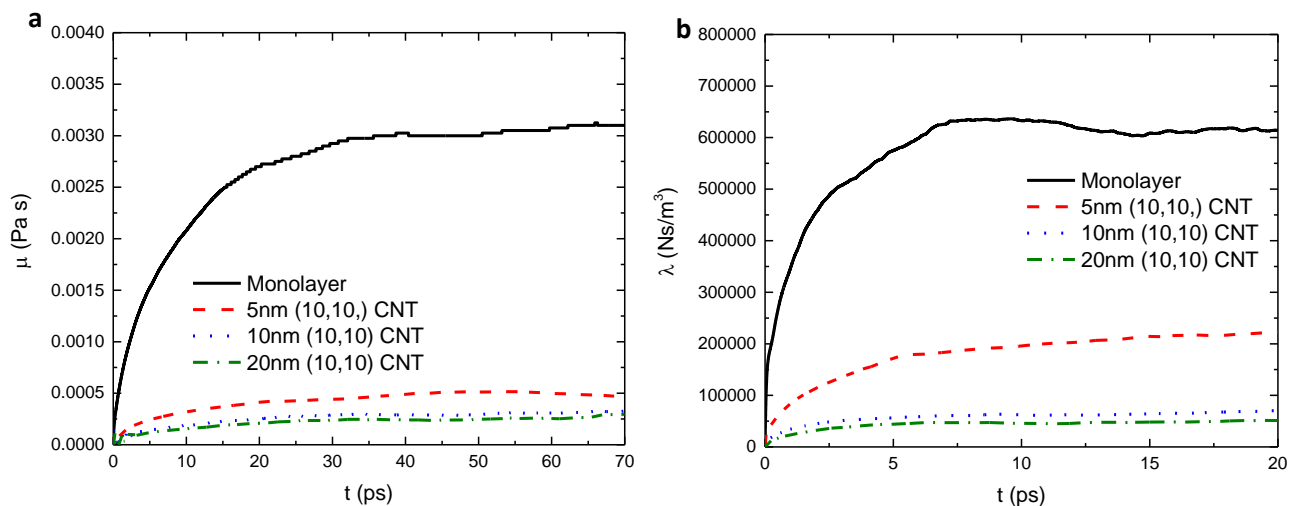 a
0.0040
0.0035
0.0030
0.0025
0.0020
0.0015
0.0010
0.0005
0.0000
μ (Pa s)
Monolayer
5nm (10,10,) CNT
10nm (10,10) CNT
20nm (10,10) CNT
0 10 20 30 40 50 60 70
t (ps)
b
800000
700000
600000
500000
400000
300000
200000
100000
0
λ (Ns/m³)
Monolayer
5nm (10,10,) CNT
10nm (10,10) CNT
20nm (10,10) CNT
0 5 10 15 20
t (ps)